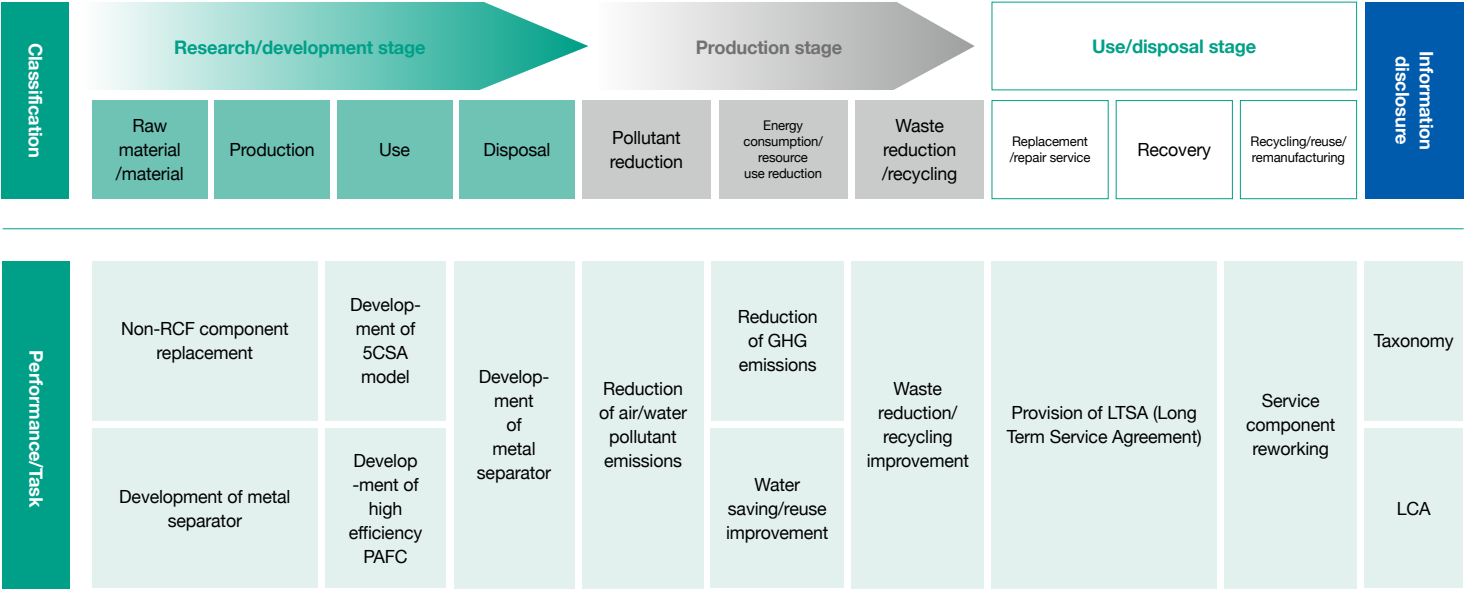 Classification
Research/development stage
Production stage
Use/disposal stage
Information
disclosure
Raw
material
/material
Production
Use
Disposal
Pollutant
reduction
Energy
consumption/
resource
use reduction
Waste
reduction
/recycling
Replacement
/repair service
Recovery
Recycling/reuse/
remanufacturing
Performance/Task
Non-RCF component
replacement
Development of metal
separator
Develop-
ment of
5CSA
model
Develop
-ment of
high
efficiency
PAFC
Develop-
ment
of
metal
separator
Reduction
of air/water
pollutant
emissions
Reduction
of GHG
emissions
Water
saving/reuse
improvement
Waste
reduction/
recycling
improvement
Provision of LTSA (Long
Term Service Agreement)
Service
component
reworking
Taxonomy
LCA